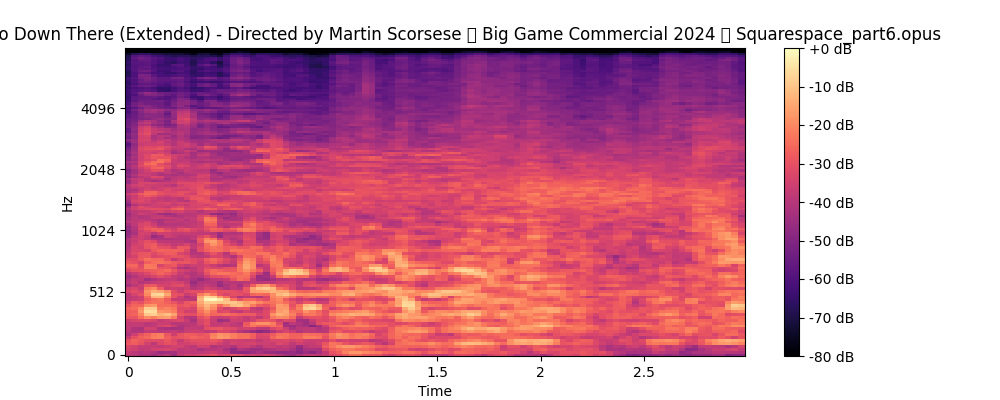 o Down There (Extended) - Directed by Martin Scorsese ▯ Big Game Commercial 2024 ▯ Squarespace_part6.opus
+0 dB
-10 dB
-20 dB
-30 dB
-40 dB
-50 dB
-60 dB
-70 dB
-80 dB
Hz
4096
2048
1024
512
0
0
0.5
1
1.5
2
2.5
Time